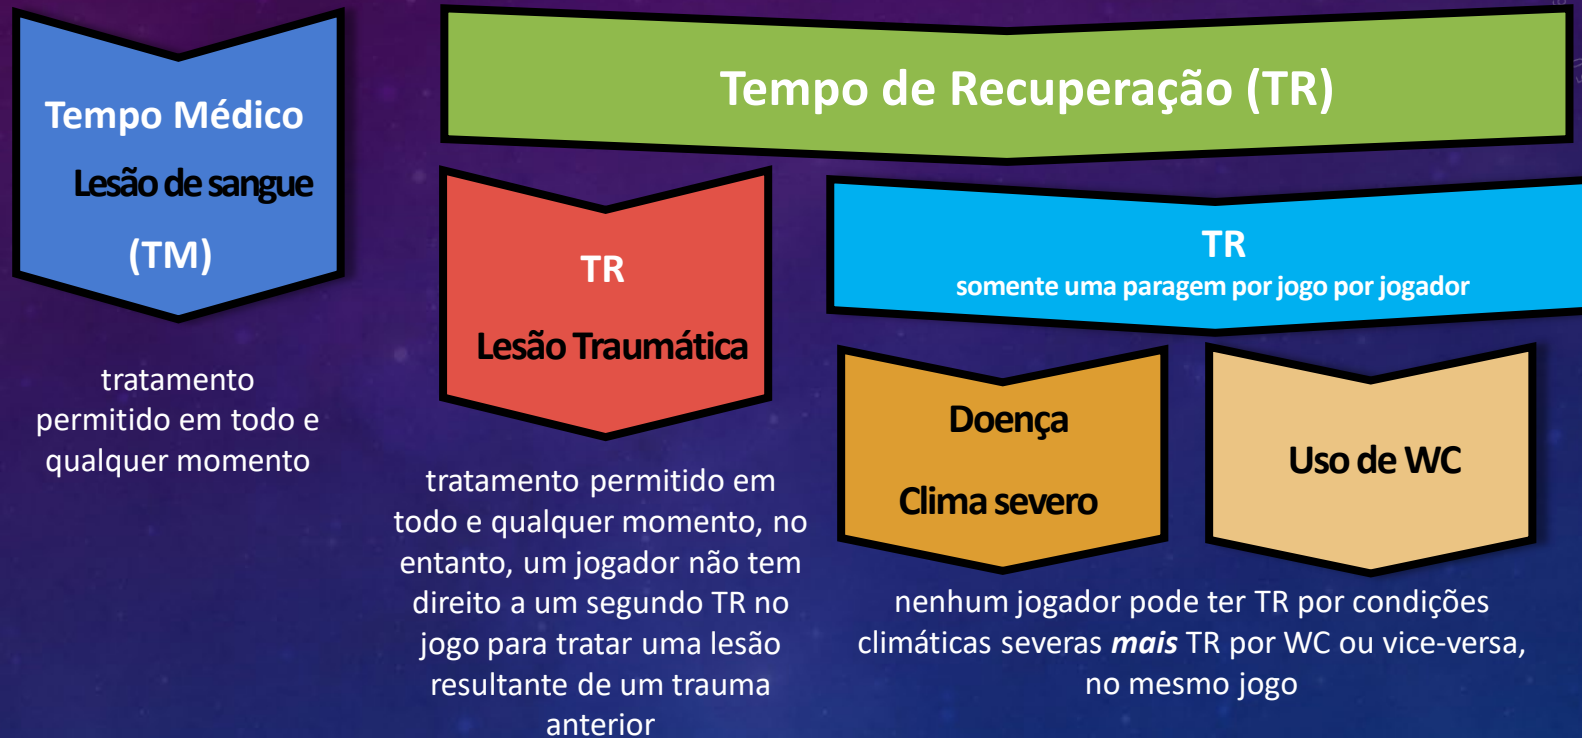 Tempo Médico
Lesão de sangue
(TM)
tratamento
permitido em todo e
qualquer momento
Tempo de Recuperação (TR)
TR
Lesão Traumática
tratamento permitido em
todo e qualquer momento, no
entanto, um jogador não tem
direito a um segundo TR no
jogo para tratar uma lesão
resultante de um trauma
anterior
TR
somente uma paragem por jogo por jogador
Doença
Clima severo
Uso de WC
nenhum jogador pode ter TR por condições
climáticas severas mais TR por WC ou vice-versa,
no mesmo jogo